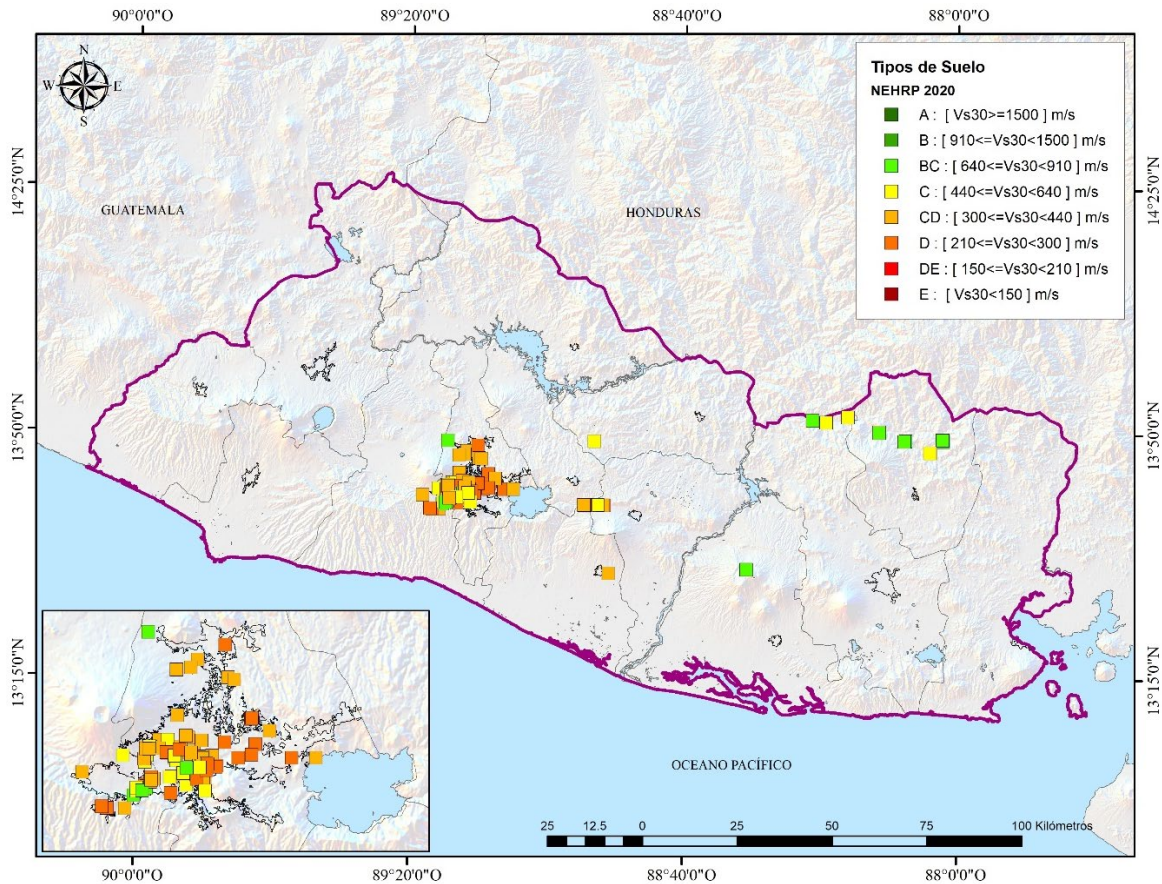 90°0'0"O 89°20'0"O 88°40'0"O 88°0'0"O
N
W E
S
14°25'0"N
13°50'0"N
13°15'0"N
GUATEMALA
HONDURAS
Tipos de Suelo
NEHRP 2020
A : [ Vs30>=1500 ] m/s
B : [ 910<=Vs30<1500 ] m/s
BC : [ 640<=Vs30<910 ] m/s
C : [ 440<=Vs30<640 ] m/s
CD : [ 300<=Vs30<440 ] m/s
D : [ 210<=Vs30<300 ] m/s
DE : [ 150<=Vs30<210 ] m/s
E : [ Vs30<150 ] m/s
14°25'0"N
13°50'0"N
13°15'0"N
OCEANO PACÍFICO
25 12.5 0 25 50 75 100 Kilómetros
90°0'0"O 89°20'0"O 88°40'0"O 88°0'0"O